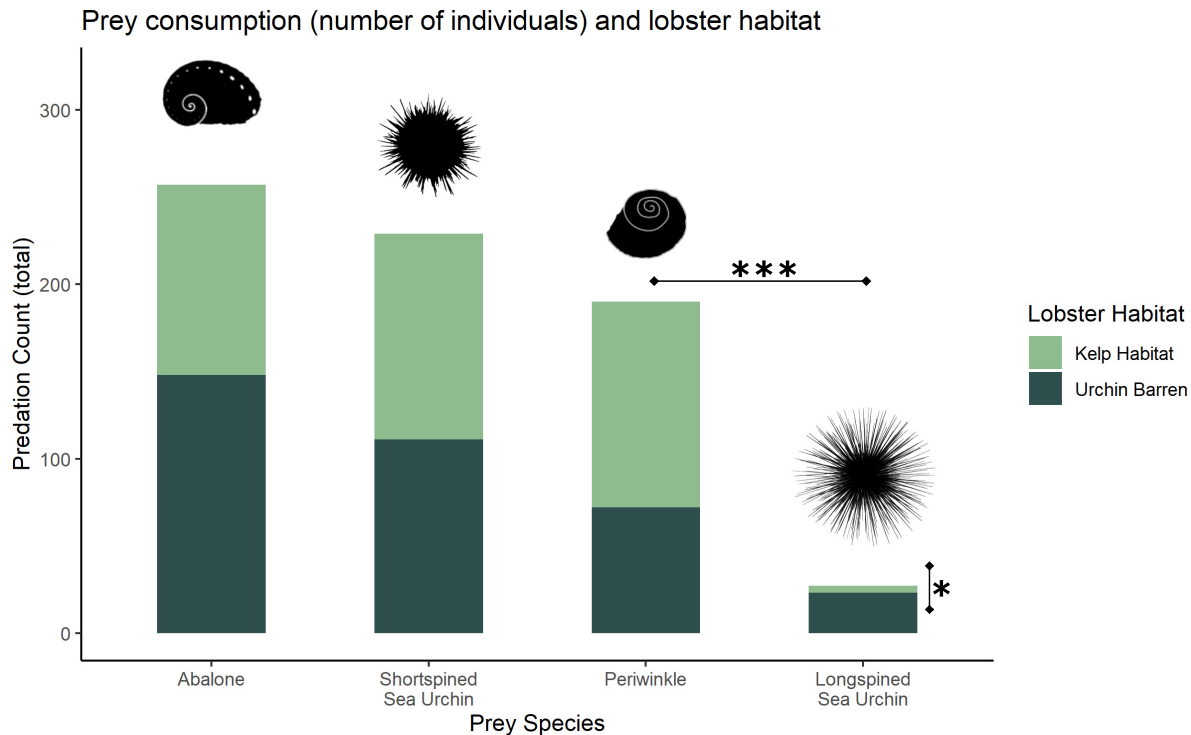 Prey consumption (number of individuals) and lobster habitat
300
200
100
0
Predation Count (total)
***
*
Abalone
Shortspined
Sea Urchin
Periwinkle
Longspined
Sea Urchin
Prey Species
Lobster Habitat
Kelp Habitat
Urchin Barren